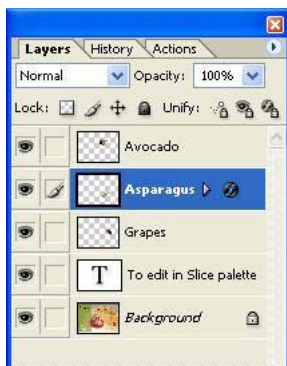 Layers History Actions
Normal Opacity: 100%
Lock: Unify:
Avocado
Asparagus
Grapes
T To edit in Slice palette
Background